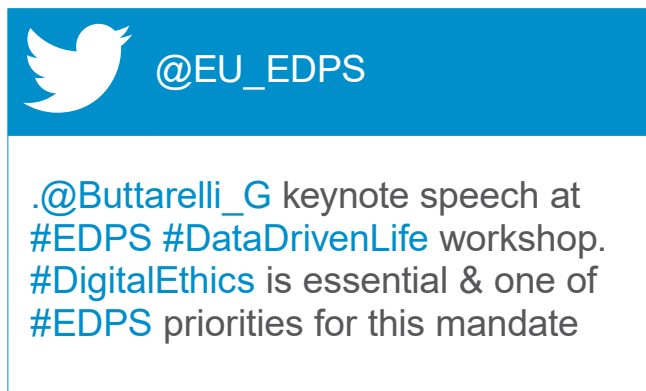 @EU_EDPS
.@Buttarelli_G keynote speech at
#EDPS #DataDrivenLife workshop.
#DigitalEthics is essential & one of
#EDPS priorities for this mandate